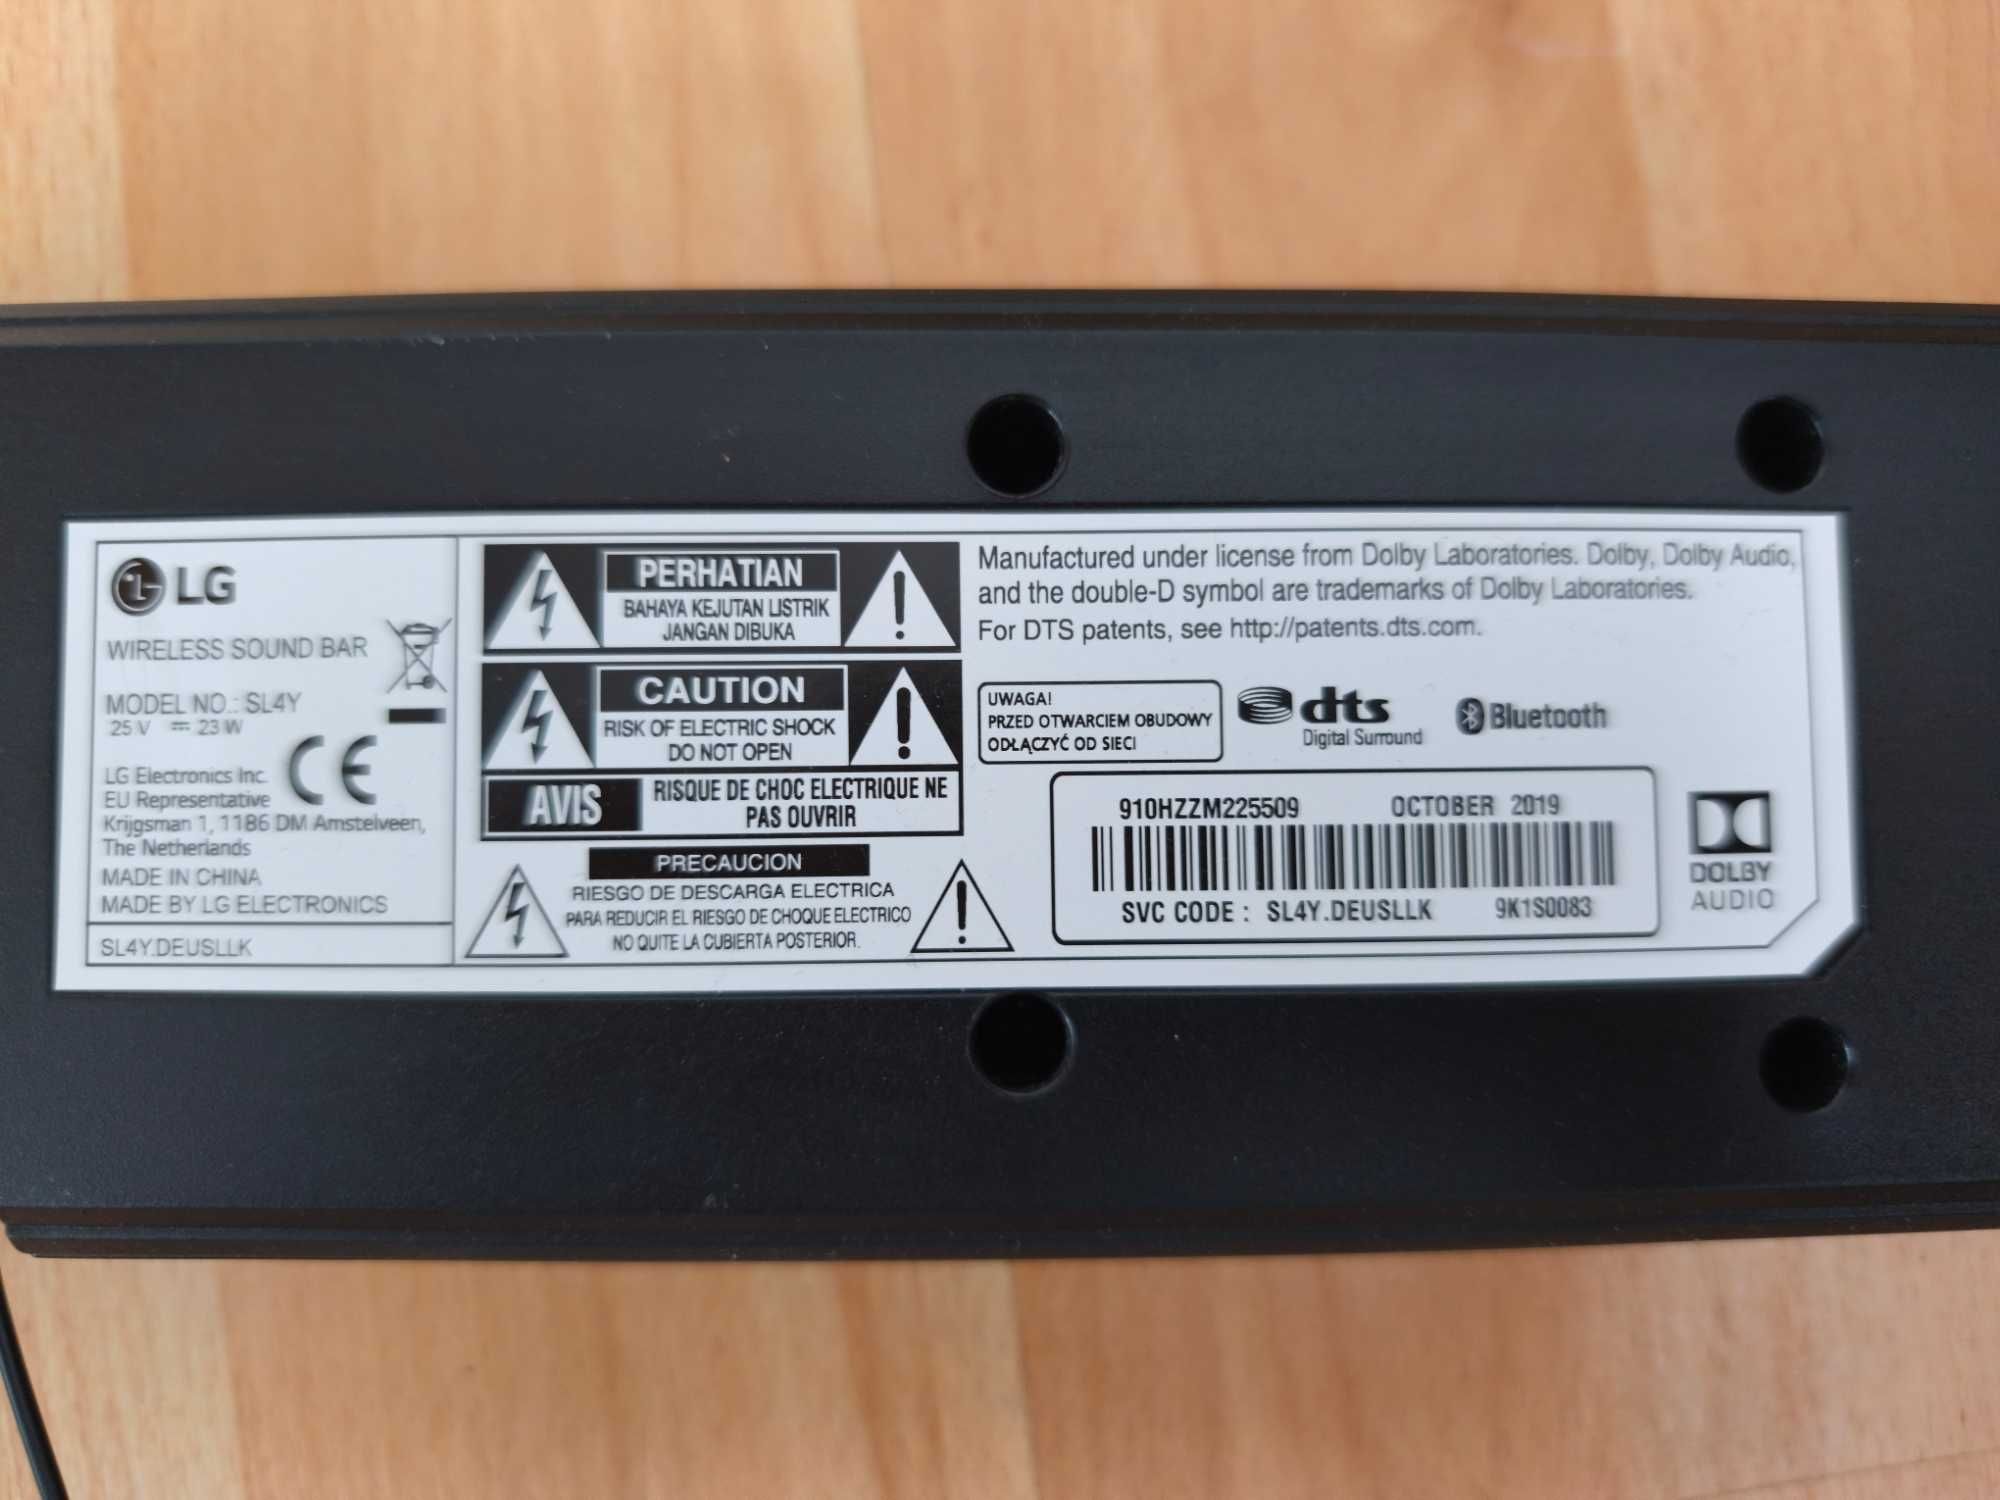 LG
WIRELESS SOUND BAR
MODEL NO.: SL4Y
25 V ⎓ 23 W
CE
LG Electronics Inc.
EU Representative
Krijgsman 1, 1186 DM Amstelveen,
The Netherlands
MADE IN CHINA
MADE BY LG ELECTRONICS
SL4Y.DEUSLLK
PERHATIAN
BAHAYA KEJUTAN LISTRIK
JANGAN DIBUKA
CAUTION
RISK OF ELECTRIC SHOCK
DO NOT OPEN
AVIS
RISQUE DE CHOC ELECTRIQUE NE
PAS OUVRIR
PRECAUCION
RIESGO DE DESCARGA ELECTRICA
PARA REDUCIR EL RIESGO DE CHOQUE ELECTRICO
NO QUITE LA CUBIERTA POSTERIOR.
Manufactured under license from Dolby Laboratories. Dolby, Dolby Audio,
and the double-D symbol are trademarks of Dolby Laboratories.
For DTS patents, see http://patents.dts.com.
UWAGA!
PRZED OTWARCIEM OBUDOWY
ODŁĄCZYĆ OD SIECI
dts
Digital Surround
Bluetooth
910HZZM225509 OCTOBER 2019
SVC CODE : SL4Y.DEUSLLK 9K1S0083
DOLBY
AUDIO